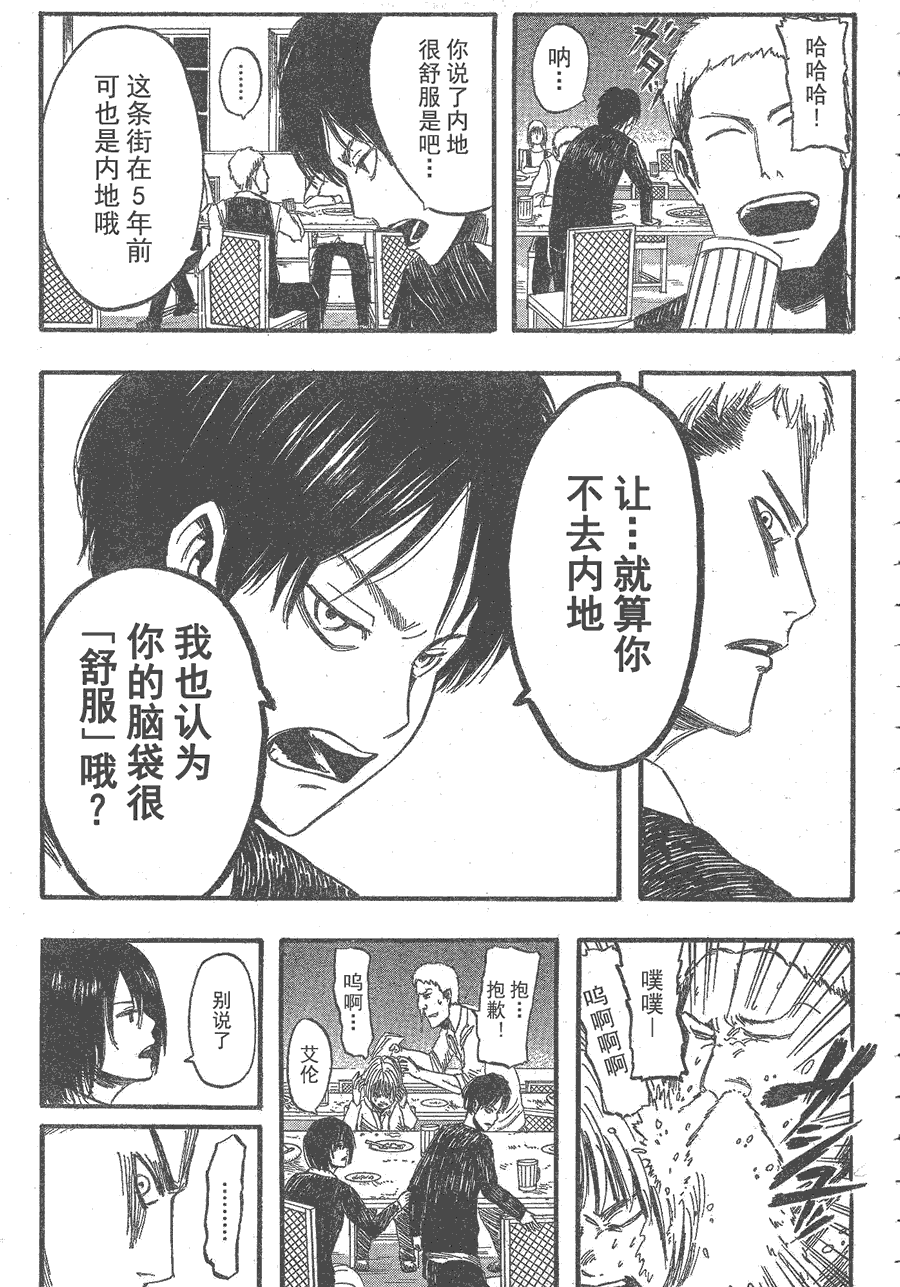 哈哈哈！
ガタ
呐…
你说了内地
很舒服是吧…
……
这条街在5年前
可也是内地哦
让…就算你
不去内地
我也认为
你的脑袋很
「舒服」哦？
噗噗－
呜啊啊啊
抱…
抱歉！
呜啊…
艾伦
别说了
……